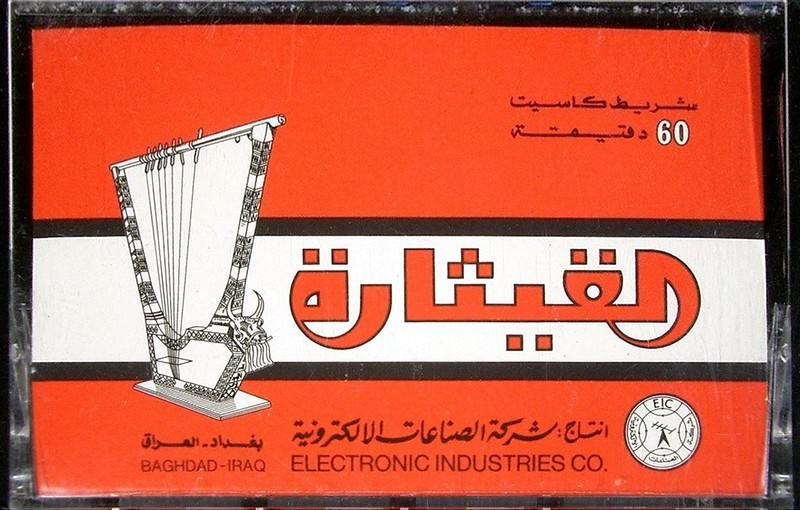 شريط كاسيت
60 دقيقة
القيثارة
انتاج: شركة الصناعات الالكترونية
ELECTRONIC INDUSTRIES CO.
بغداد - العراق
BAGHDAD - IRAQ
EIC